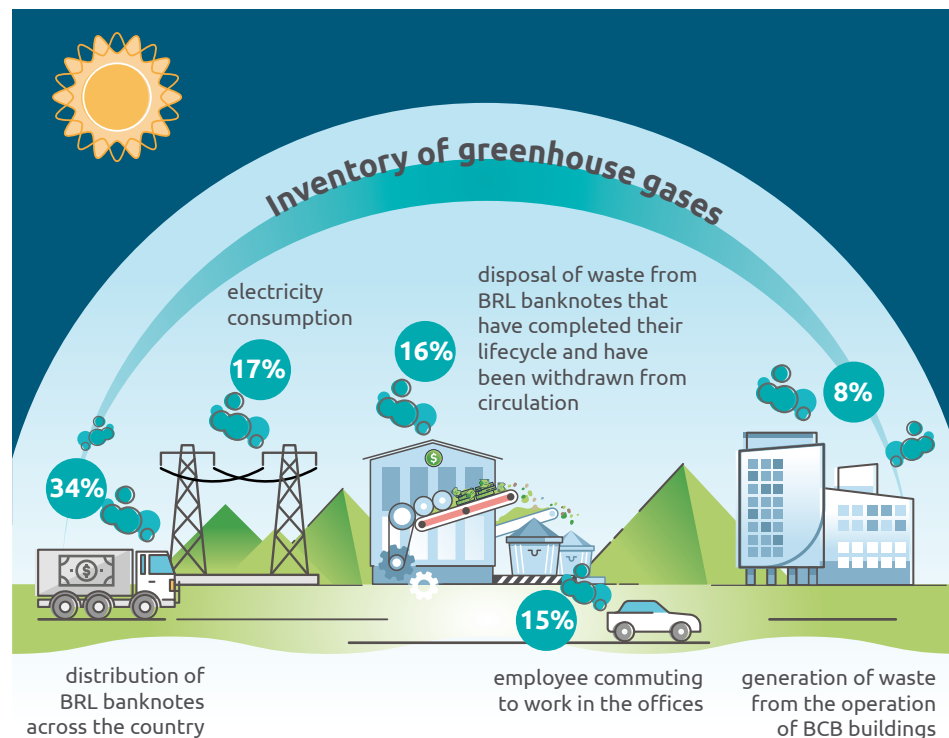 Inventory of greenhouse gases
electricity
consumption
17%
16%
disposal of waste from
BRL banknotes that
have completed their
lifecycle and have
been withdrawn from
circulation
8%
34%
$
$
15%
distribution of
BRL banknotes
across the country
employee commuting
to work in the offices
generation of waste
from the operation
of BCB buildings